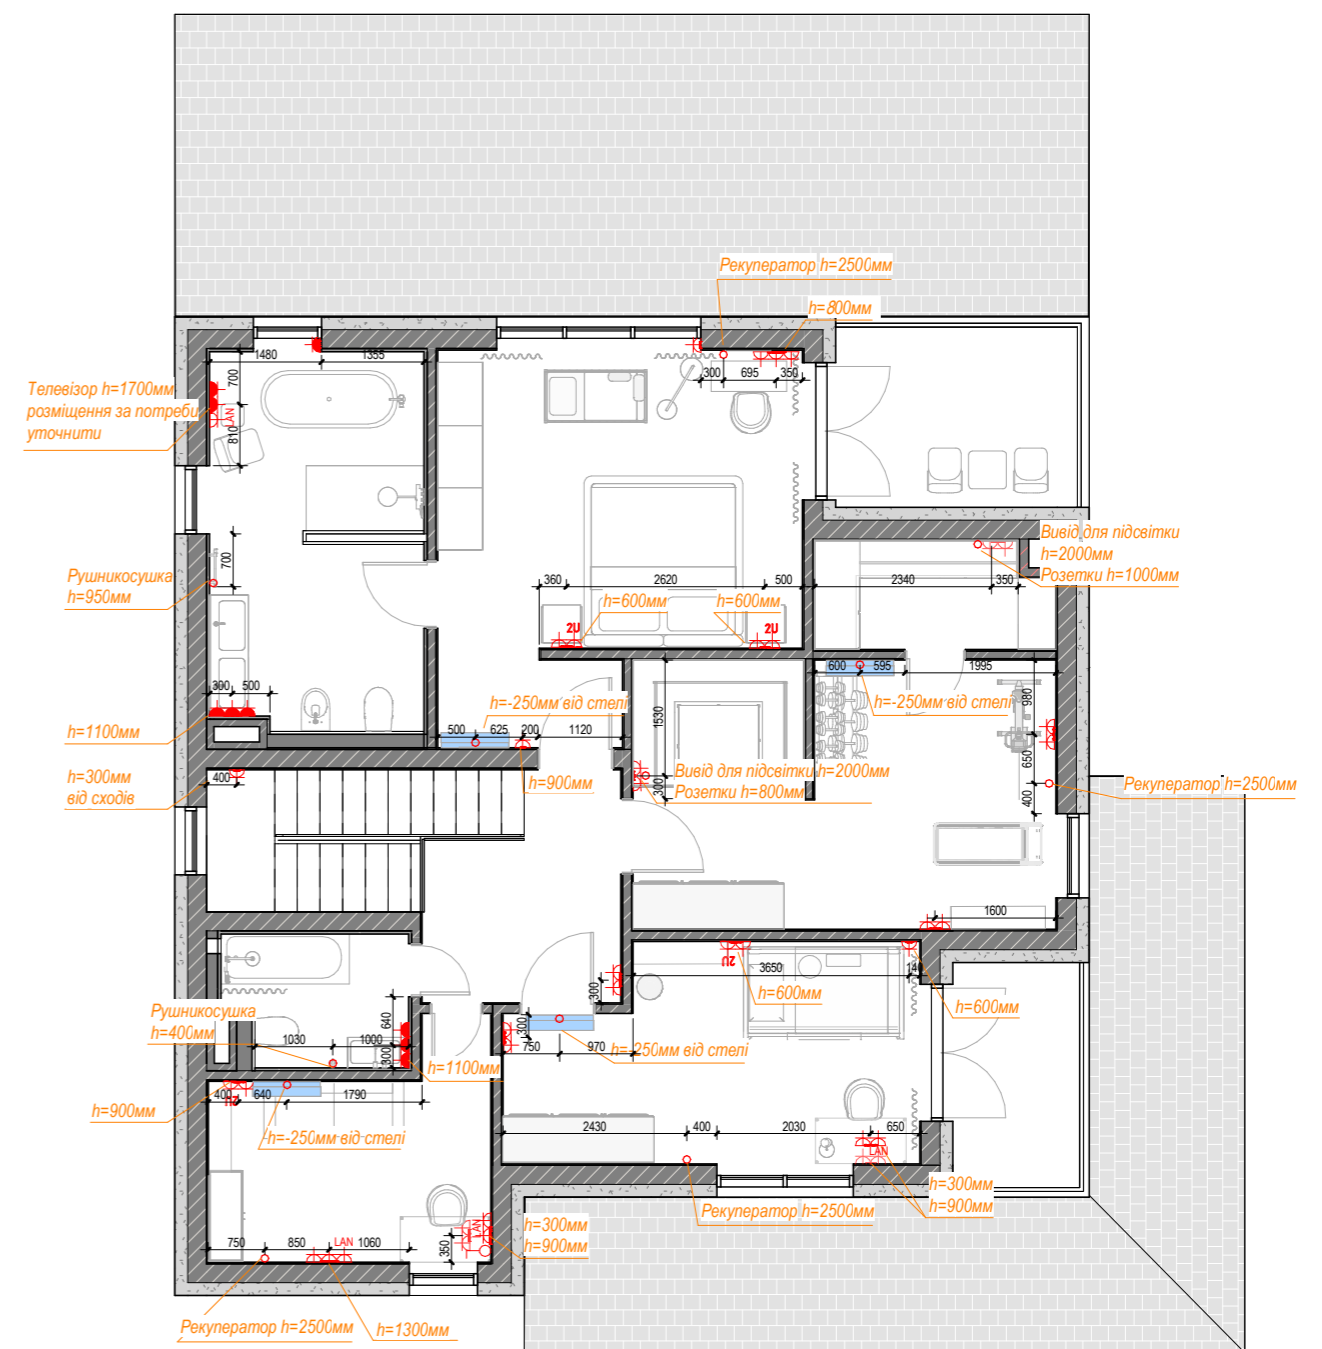 Рекуператор h=2500мм
h=800мм
1480
1355
700
300
695
350
Телевізор h=1700мм
розміщення за потреби
уточнити
LAN
810
Вивід для підсвітки
h=2000мм
Розетки h=1000мм
700
Рушникосушка
h=950мм
360
2620
500
2340
350
h=600мм
h=600мм
2U
2U
600
595
1995
300
500
h=-250мм від стелі
h=-250мм від стелі
980
1530
h=1100мм
500
625
200
1120
650
h=300мм
від сходів
400
h=900мм
Вивід для підсвітки h=2000мм
Розетки h=800мм
300
Рекуператор h=2500мм
400
1600
2U
3650
140
h=600мм
h=600мм
300
Рушникосушка
h=400мм
640
1030
1000
300
300
750
970
h=-250мм від стелі
h=1100мм
h=900мм
400
640
1790
2U
h=-250мм від стелі
2430
400
2030
650
LAN
h=300мм
h=900мм
Рекуператор h=2500мм
750
850
LAN
1060
LAN
350
h=300мм
h=900мм
Рекуператор h=2500мм
h=1300мм